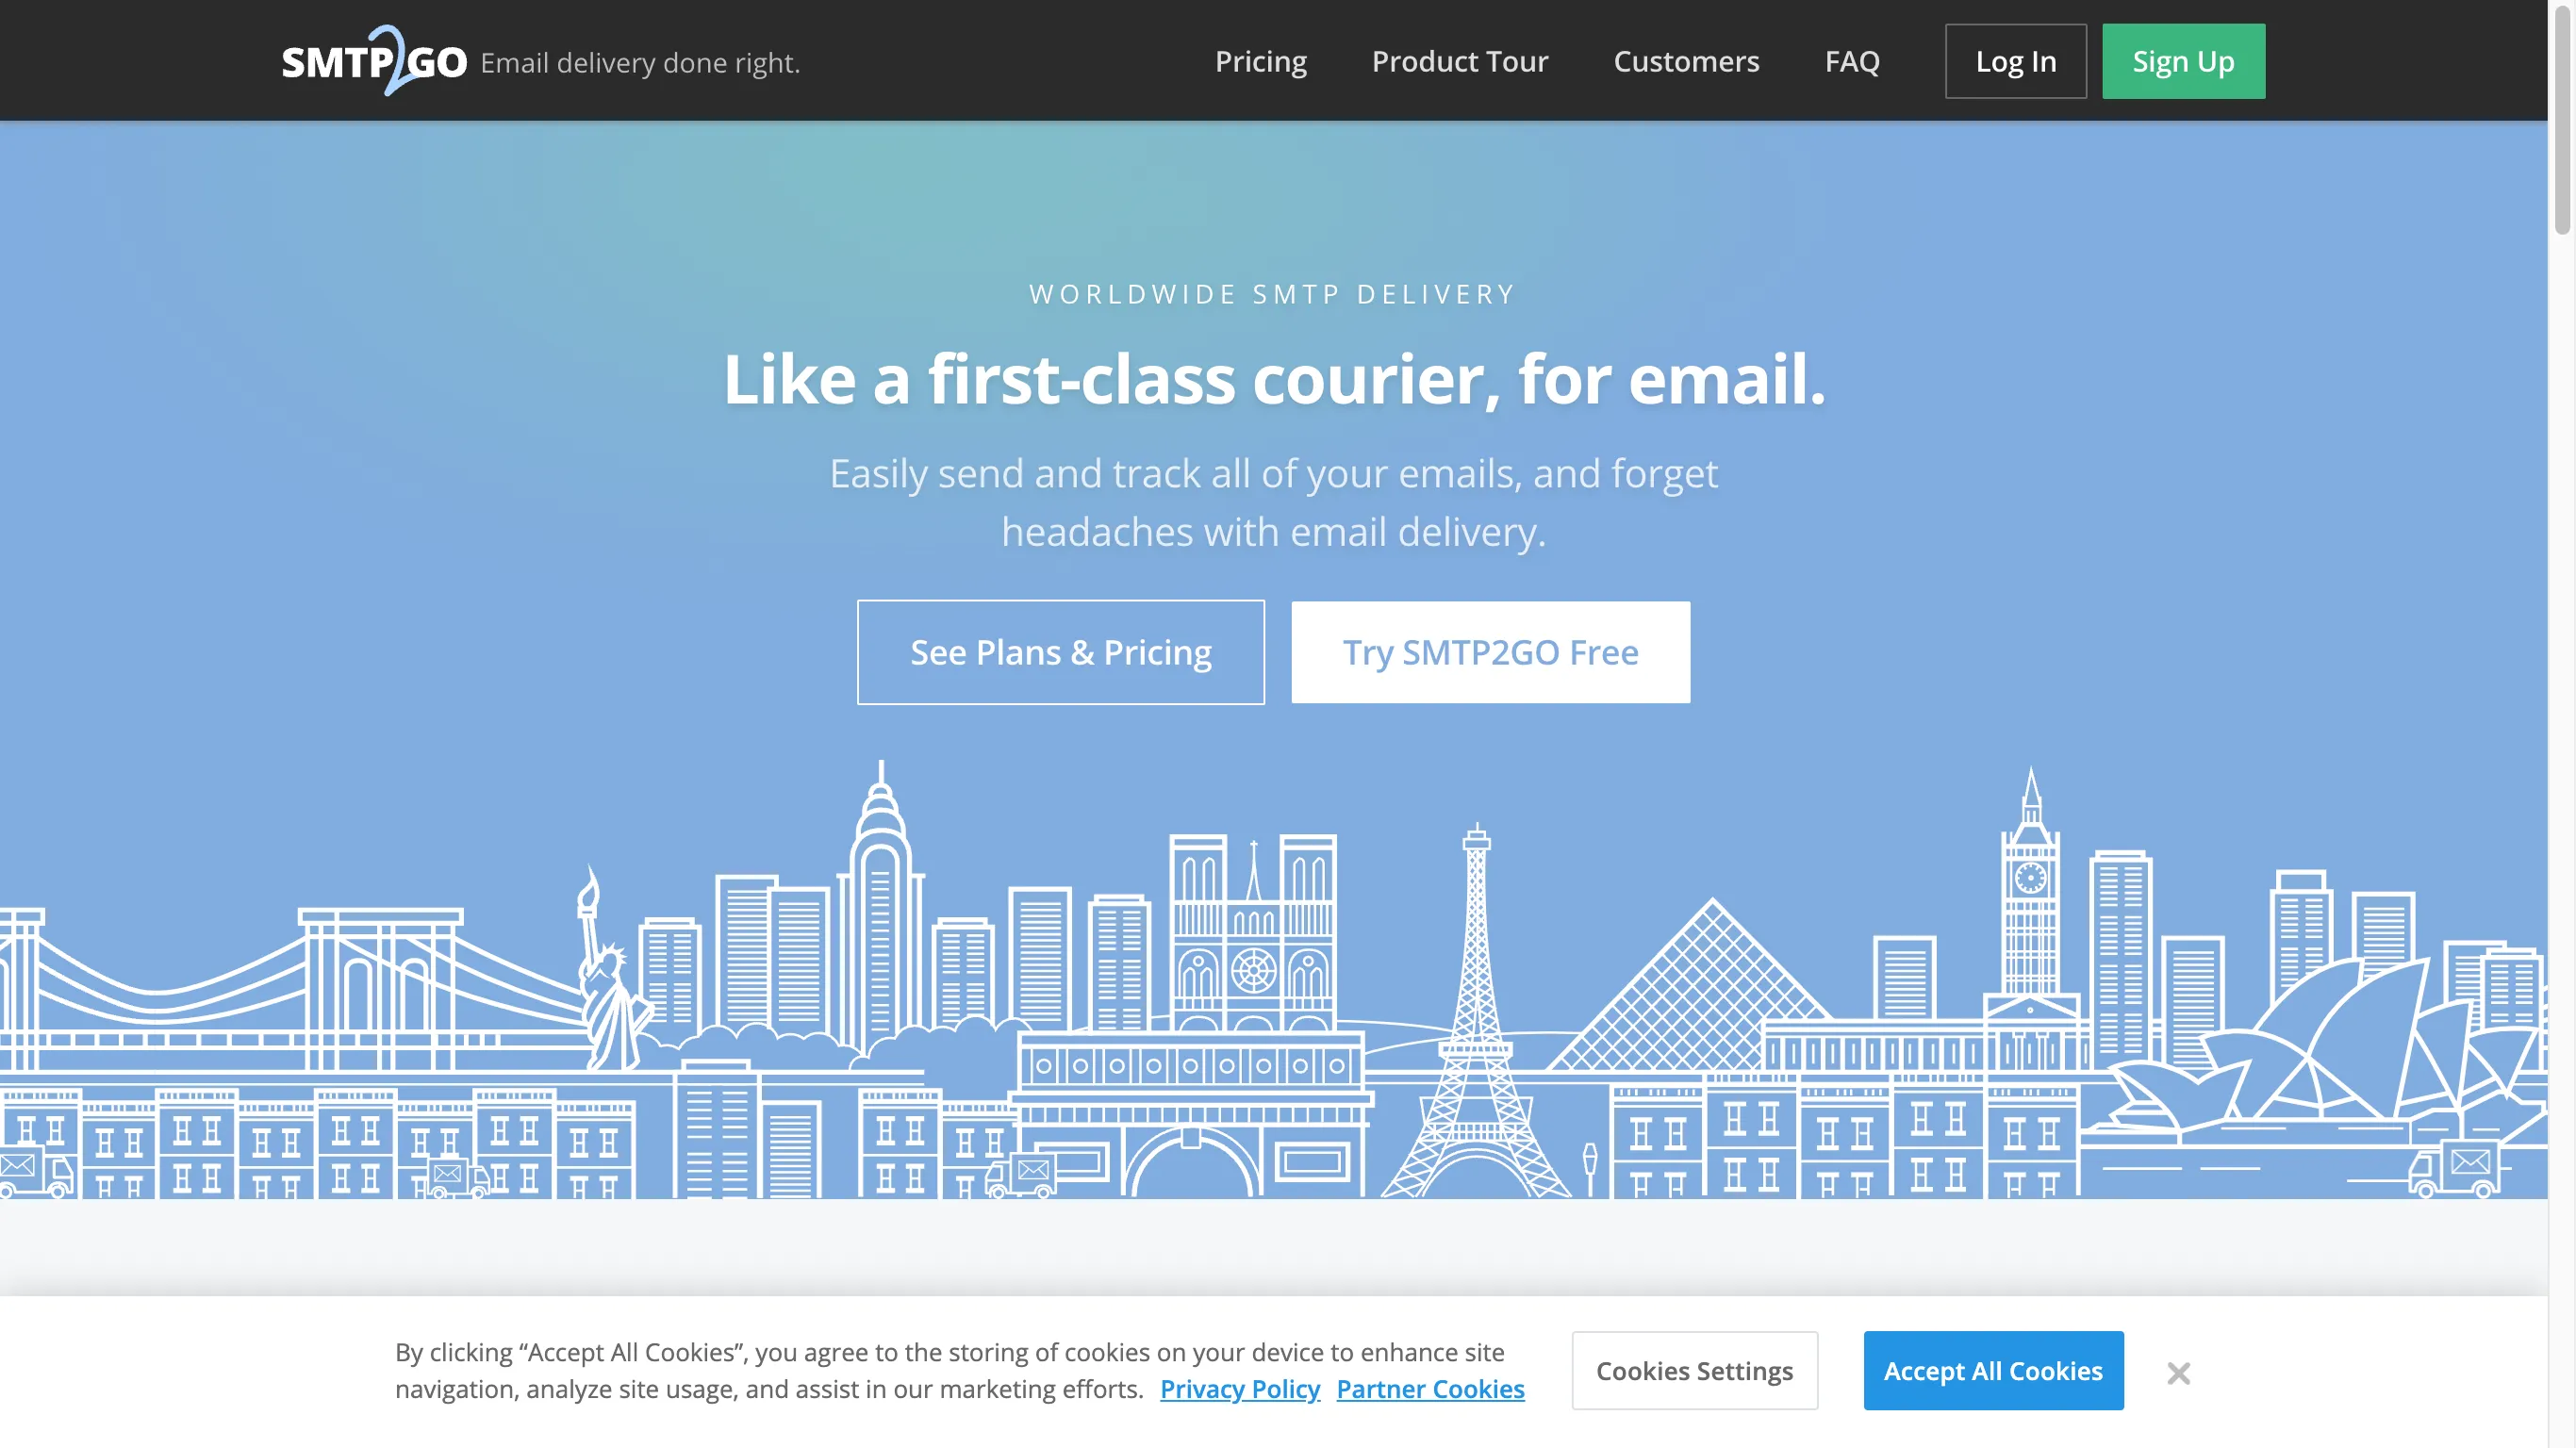 SMTP2GO Email delivery done right.
Pricing
Product Tour
Customers
FAQ
Log In
Sign Up
WORLDWIDE SMTP DELIVERY
Like a first-class courier, for email.
Easily send and track all of your emails, and forget
headaches with email delivery.
See Plans & Pricing
Try SMTP2GO Free
By clicking “Accept All Cookies”, you agree to the storing of cookies on your device to enhance site
navigation, analyze site usage, and assist in our marketing efforts. Privacy Policy Partner Cookies
Cookies Settings
Accept All Cookies